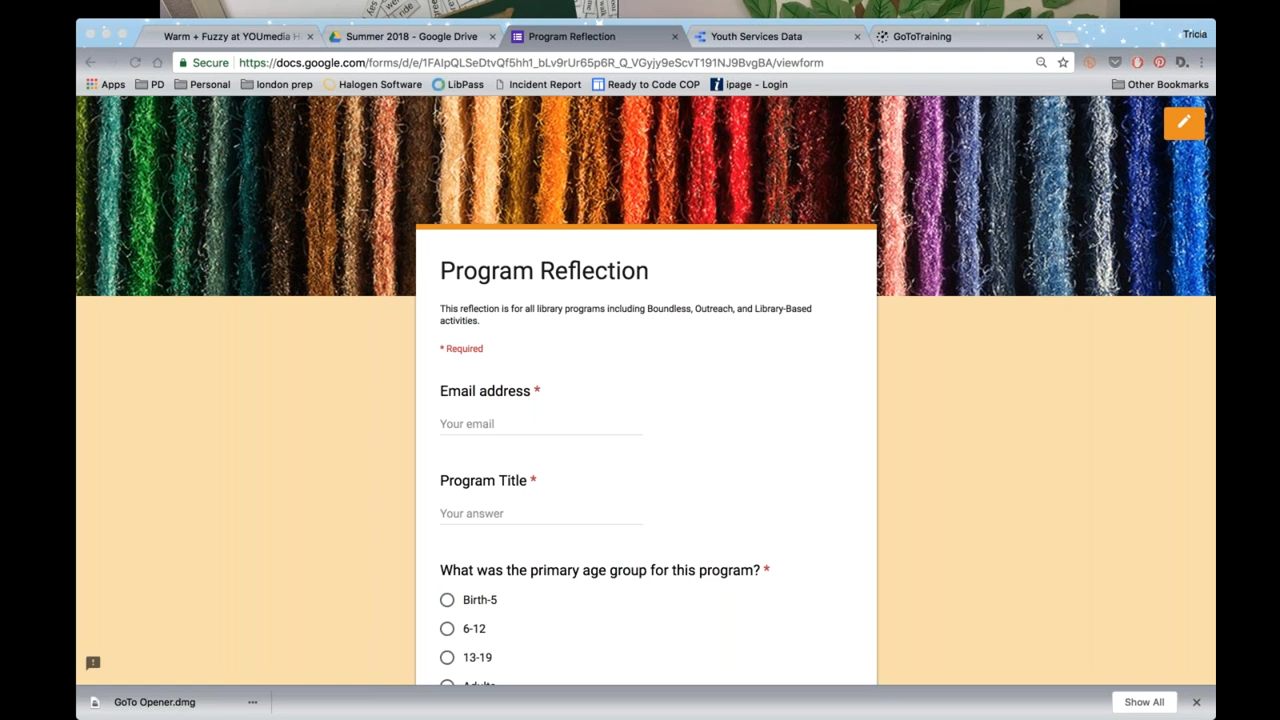 Yes
ride
walk
Warm + Fuzzy at YOUmedia H
Summer 2018 - Google Drive
Program Reflection
Youth Services Data
GoToTraining
Tricia
Secure
https://docs.google.com/forms/d/e/1FAIpQLSeDtvQf5hh1_bLv9rUr65p6R_Q_VGyjy9eScvT191NJ9BvgBA/viewform
Apps
PD
Personal
london prep
Halogen Software
LibPass
Incident Report
Ready to Code COP
ipage - Login
Other Bookmarks
Program Reflection
This reflection is for all library programs including Boundless, Outreach, and Library-Based
activities.
* Required
Email address *
Your email
Program Title *
Your answer
What was the primary age group for this program? *
Birth-5
6-12
13-19
Adults
GoTo Opener.dmg
Show All